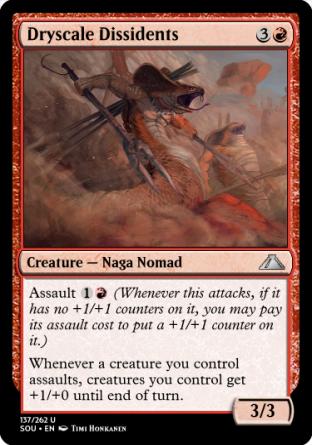 Dryscale Dissidents 3
Creature — Naga Nomad
Assault 1 (Whenever this attacks, if it
has no +1/+1 counters on it, you may pay
its assault cost to put a +1/+1 counter on
it.)
Whenever a creature you control
assaults, creatures you control get
+1/+0 until end of turn.
3/3
137/262 U
SOU • EN Timi Honkanen